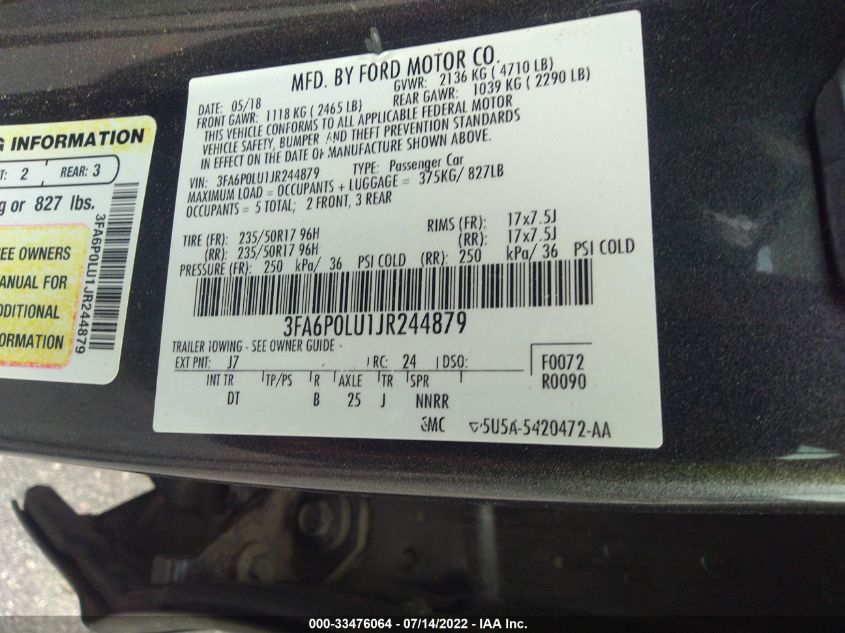 MFD. BY FORD MOTOR CO.
DATE: 05/18 GVWR: 2136 KG ( 4710 LB)
FRONT GAWR: 1118 KG ( 2465 LB) REAR GAWR: 1039 KG ( 2290 LB)
THIS VEHICLE CONFORMS TO ALL APPLICABLE FEDERAL MOTOR
VEHICLE SAFETY, BUMPER AND THEFT PREVENTION STANDARDS
IN EFFECT ON THE DATE OF MANUFACTURE SHOWN ABOVE.
VIN: 3FA6P0LU1JR244879 TYPE: Passenger Car
MAXIMUM LOAD = OCCUPANTS + LUGGAGE = 375KG/ 827LB
OCCUPANTS = 5 TOTAL; 2 FRONT, 3 REAR
TIRE (FR): 235/50R17 96H RIMS (FR): 17x7.5J
(RR): 235/50R17 96H (RR): 17x7.5J
PRESSURE (FR): 250 kPa/ 36 PSI COLD (RR): 250 kPa/ 36 PSI COLD
3FA6P0LU1JR244879
TRAILER TOWING - SEE OWNER GUIDE -
EXT PNT: J7 RC: 24 DSO: F0072
R0090
INT TR TP/PS R AXLE TR SPR
DT B 25 J NNRR
5U5A-5420472-AA
G INFORMATION
T: 2 REAR: 3
g or 827 lbs.
SEE OWNERS
MANUAL FOR
ADDITIONAL
INFORMATION
3FA6P0LU1JR244879
000-33476064 / 07/14/2022 - IAA Inc.